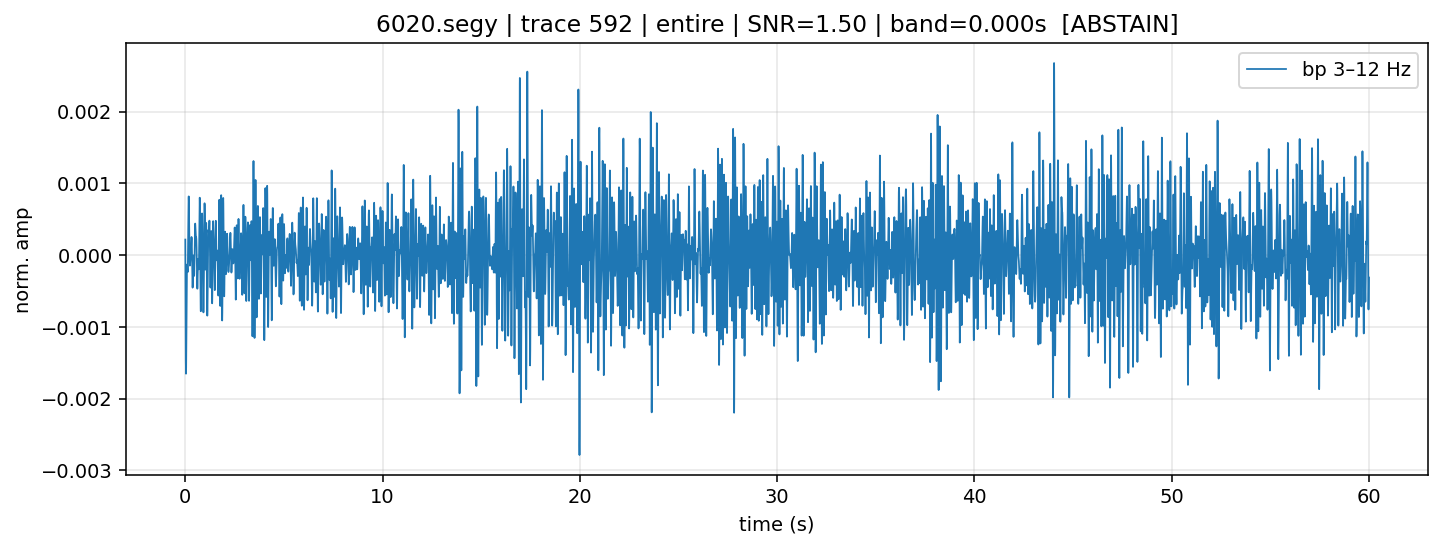 6020.segy | trace 592 | entire | SNR=1.50 | band=0.000s  [ABSTAIN]
bp 3–12 Hz
norm. amp
0.002
0.001
0.000
−0.001
−0.002
−0.003
0 10 20 30 40 50 60
time (s)